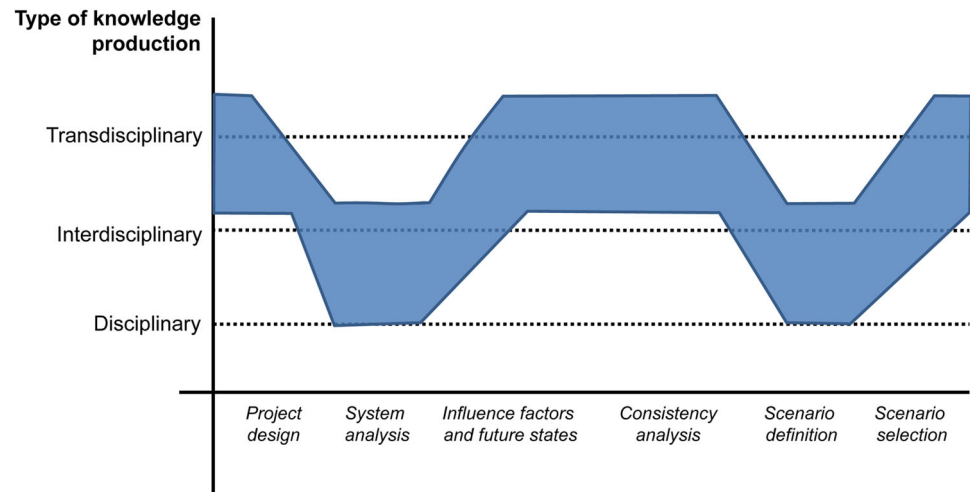 Type of knowledge
production
Transdisciplinary
Interdisciplinary
Disciplinary
Project
design
System
analysis
Influence factors
and future states
Consistency
analysis
Scenario
definition
Scenario
selection